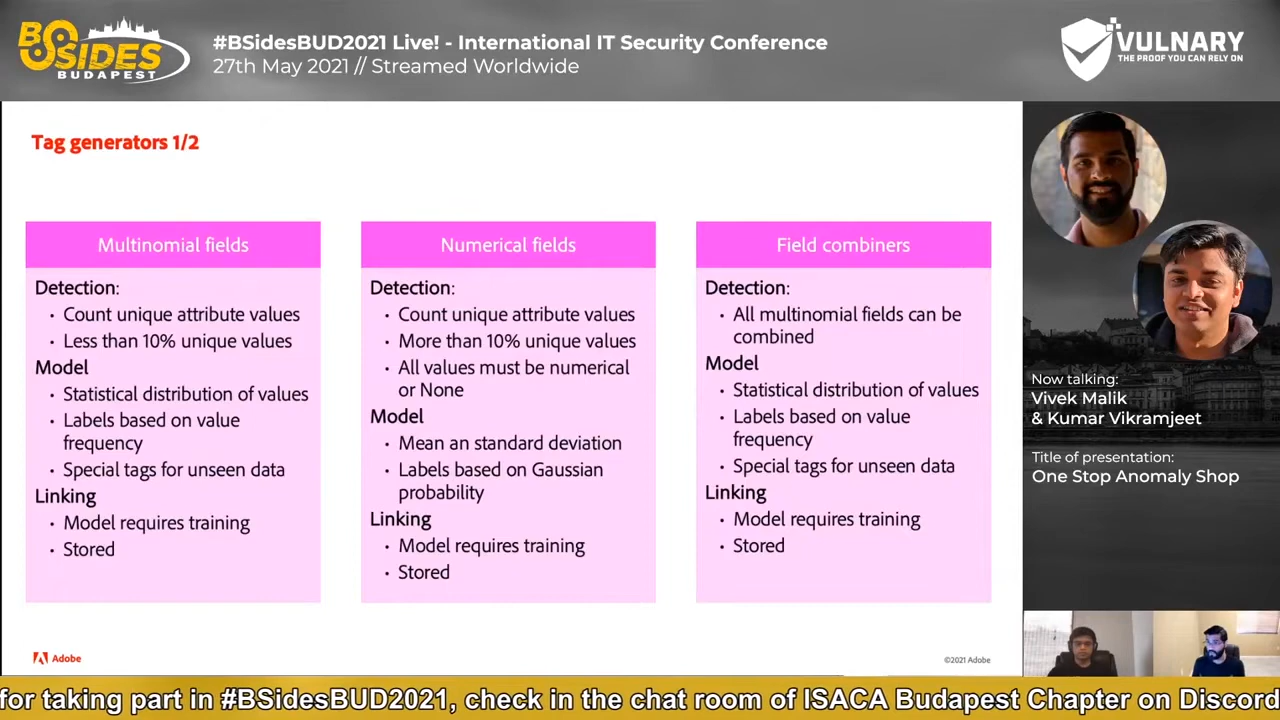 BSIDES
BUDAPEST
#BSidesBUD2021 Live! - International IT Security Conference
27th May 2021 // Streamed Worldwide
VULNARY
THE PROOF YOU CAN RELY ON
Tag generators 1/2
Multinomial fields
Detection:
• Count unique attribute values
• Less than 10% unique values
Model
• Statistical distribution of values
• Labels based on value
frequency
• Special tags for unseen data
Linking
• Model requires training
• Stored
Numerical fields
Detection:
• Count unique attribute values
• More than 10% unique values
• All values must be numerical
or None
Model
• Mean an standard deviation
• Labels based on Gaussian
probability
Linking
• Model requires training
• Stored
Field combiners
Detection:
• All multinomial fields can be
combined
Model
• Statistical distribution of values
• Labels based on value
frequency
• Special tags for unseen data
Linking
• Model requires training
• Stored
Now talking:
Vivek Malik
& Kumar Vikramjeet
Title of presentation:
One Stop Anomaly Shop
Adobe
©2021 Adobe
for taking part in #BSidesBUD2021, check in the chat room of ISACA Budapest Chapter on Discord